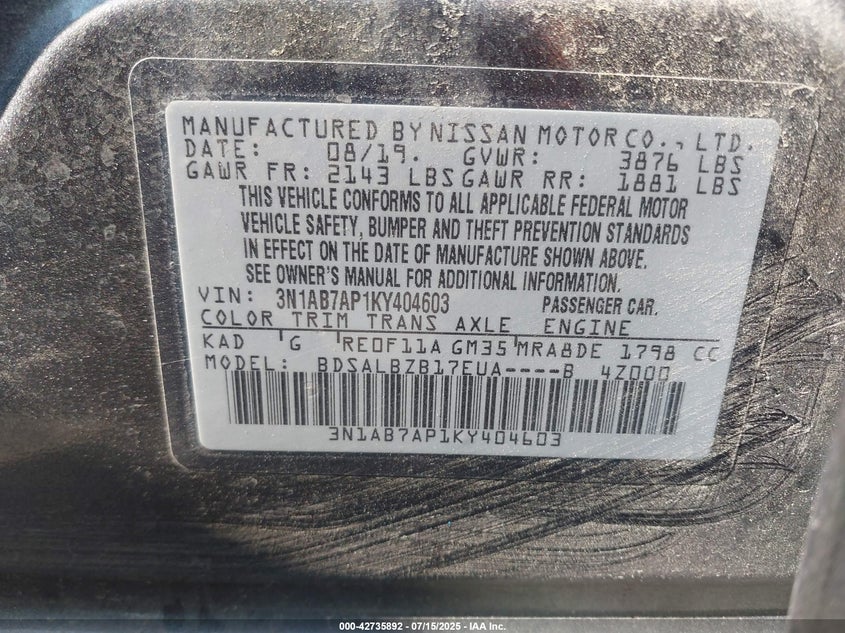 MANUFACTURED BY NISSAN MOTOR CO., LTD.
DATE: 08/19. GVWR: 3876 LBS
GAWR FR: 2143 LBS GAWR RR: 1881 LBS
THIS VEHICLE CONFORMS TO ALL APPLICABLE FEDERAL MOTOR
VEHICLE SAFETY, BUMPER AND THEFT PREVENTION STANDARDS
IN EFFECT ON THE DATE OF MANUFACTURE SHOWN ABOVE.
SEE OWNER'S MANUAL FOR ADDITIONAL INFORMATION.
VIN: 3N1AB7AP1KY404603 PASSENGER CAR.
COLOR TRIM TRANS AXLE ENGINE
KAD G RE0F11A GM35 MRA8DE 1798 CC
MODEL: BDSALBZB17EUA----B 4Z000
3N1AB7AP1KY404603
000-42735892 - 07/15/2025 - IAA Inc.